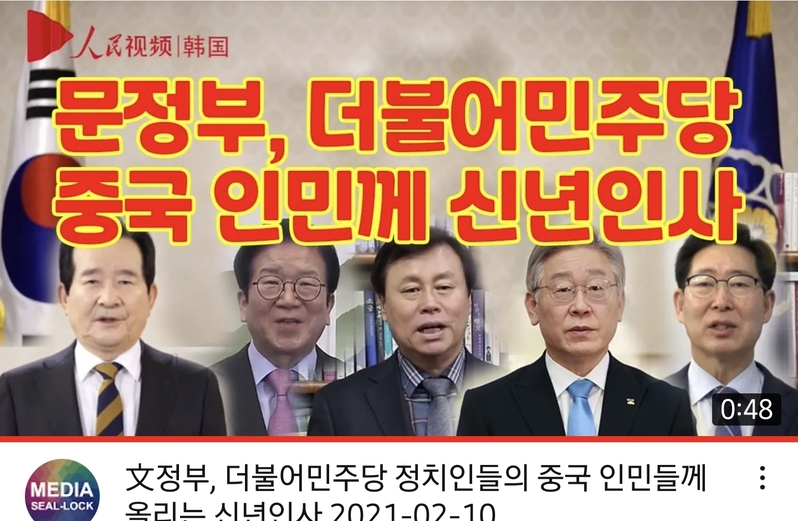 人民视频|韩国
문정부, 더불어민주당
중국 인민께 신년인사
0:48
MEDIA
SEAL-LOCK
文정부, 더불어민주당 정치인들의 중국 인민들께
올리는 신년인사 2021-02-10